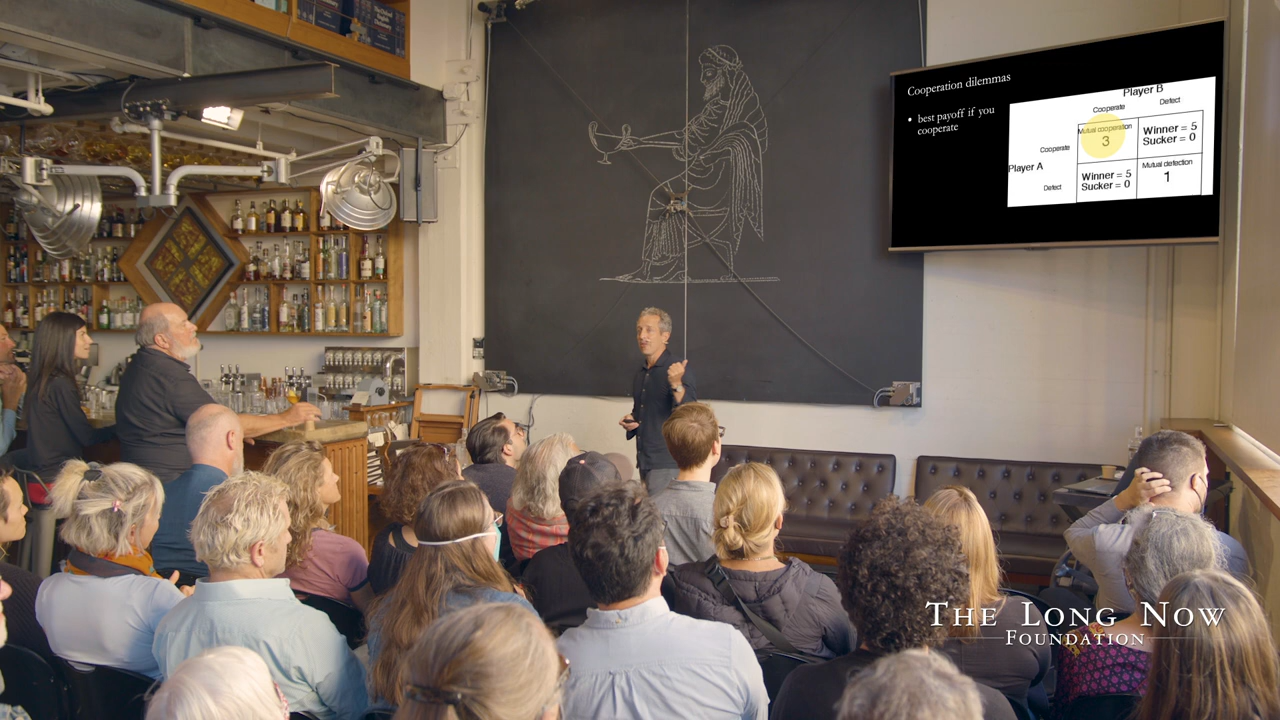 Cooperation dilemmas
• best payoff if you
cooperate
Player B
Cooperate
Defect
Player A
Cooperate
Mutual cooperation
3
Winner = 5
Sucker = 0
Defect
Winner = 5
Sucker = 0
Mutual defection
1
THE LONG NOW
FOUNDATION